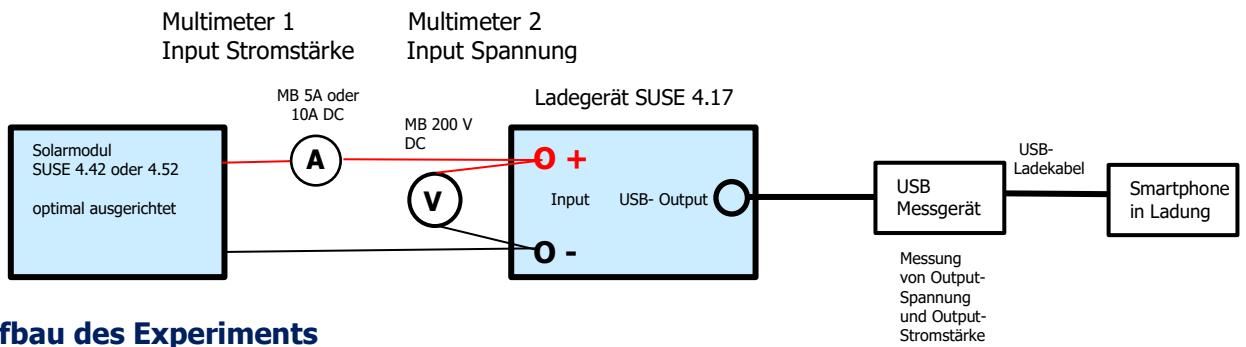 Multimeter 1
Input Stromstärke
Multimeter 2
Input Spannung
MB 5A oder
10A DC
MB 200 V
DC
Ladegerät SUSE 4.17
Solarmodul
SUSE 4.42 oder 4.52
optimal ausgerichtet
A
V
O +
Input
USB- Output
O -
USB
Messgerät
USB-
Ladekabel
Smartphone
in Ladung
Messung
von Output-
Spannung
und Output-
Stromstärke
fbau des Experiments